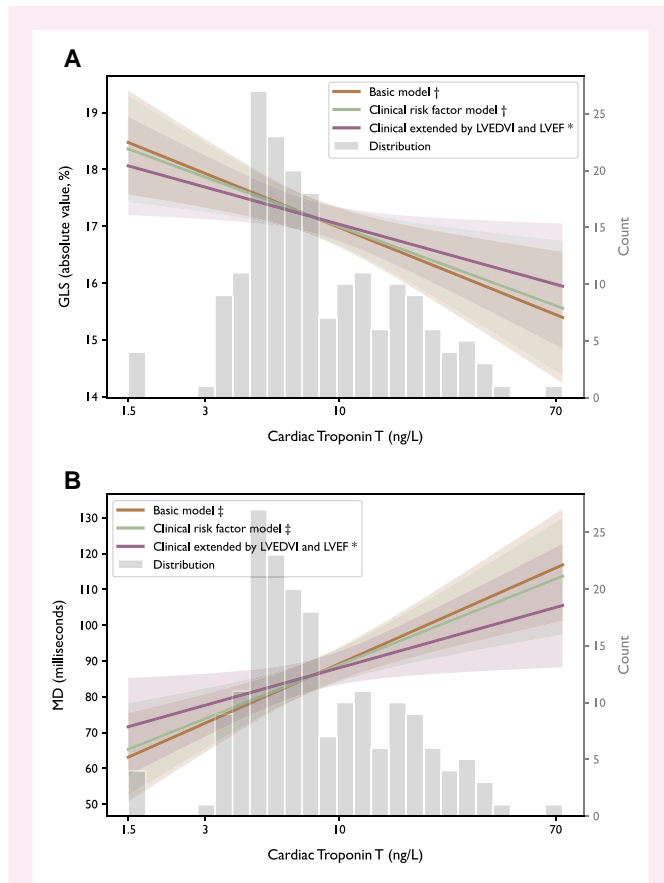 A
Basic model †
Clinical risk factor model †
Clinical extended by LVEDVI and LVEF *
Distribution
19
18
17
16
15
14
GLS (absolute value, %)
25
20
15
10
5
0
Count
1.5
3
10
70
Cardiac Troponin T (ng/L)
B
Basic model ‡
Clinical risk factor model ‡
Clinical extended by LVEDVI and LVEF *
Distribution
130
120
110
100
90
80
70
60
50
MD (milliseconds)
25
20
15
10
5
0
Count
1.5
3
10
70
Cardiac Troponin T (ng/L)